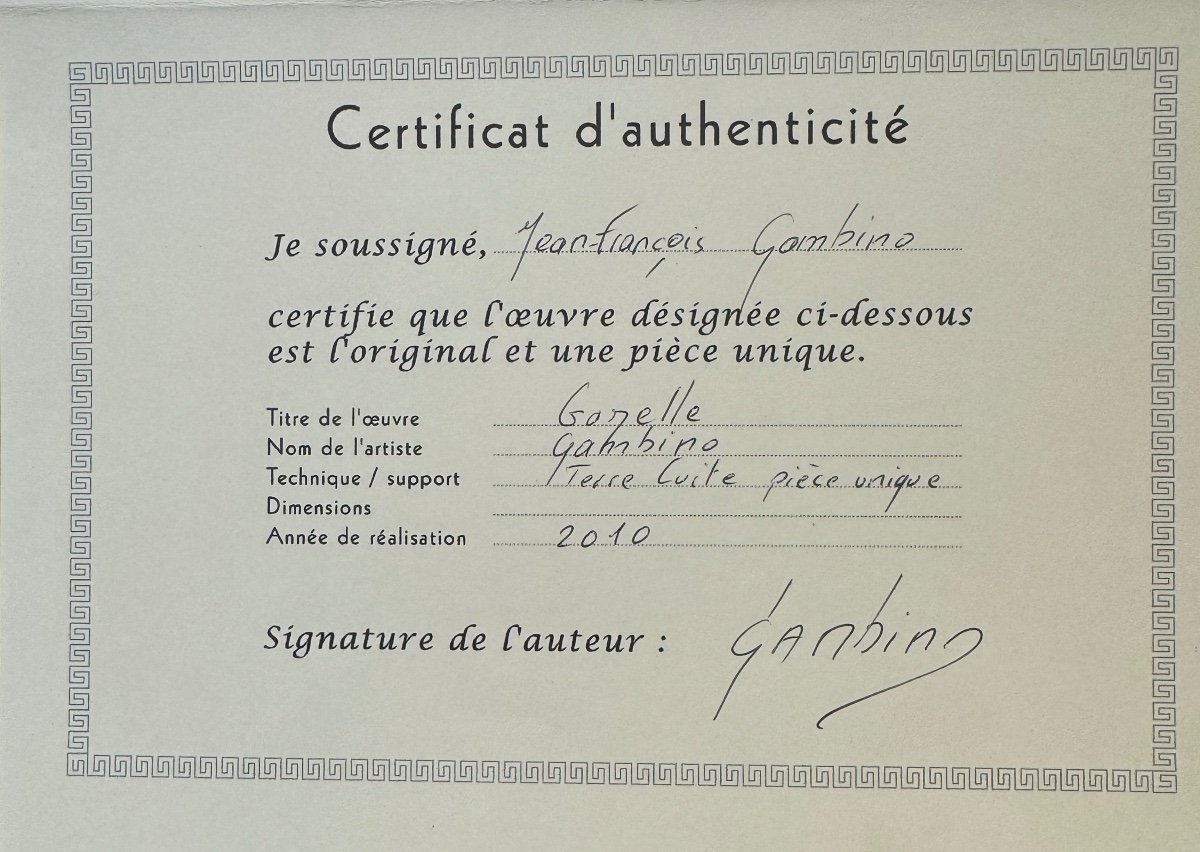 Certificat d'authenticité
Je soussigné, Jeanfrançois Gambino
certifie que l'œuvre désignée ci-dessous
est l'original et une pièce unique.
Titre de l'œuvre Gazelle
Nom de l'artiste Gambino
Technique / support Terre Cuite pièce unique
Dimensions
Année de réalisation 2010
Signature de l'auteur : Gambino